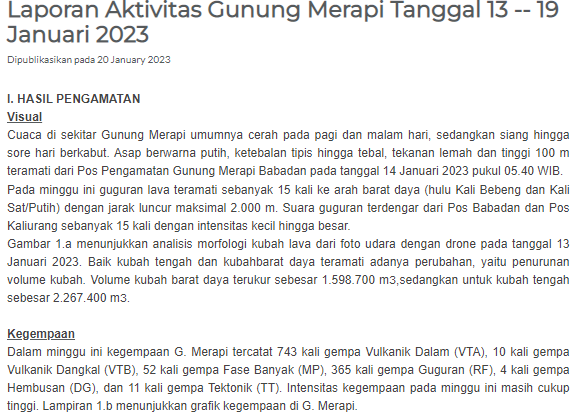 Laporan Aktivitas Gunung Merapi Tanggal 13 -- 19
Januari 2023
Dipublikasikan pada 20 January 2023
I. HASIL PENGAMATAN
Visual
Cuaca di sekitar Gunung Merapi umumnya cerah pada pagi dan malam hari, sedangkan siang hingga
sore hari berkabut. Asap berwarna putih, ketebalan tipis hingga tebal, tekanan lemah dan tinggi 100 m
teramati dari Pos Pengamatan Gunung Merapi Babadan pada tanggal 14 Januari 2023 pukul 05.40 WIB.
Pada minggu ini guguran lava teramati sebanyak 15 kali ke arah barat daya (hulu Kali Bebeng dan Kali
Sat/Putih) dengan jarak luncur maksimal 2.000 m. Suara guguran terdengar dari Pos Babadan dan Pos
Kaliurang sebanyak 15 kali dengan intensitas kecil hingga besar.
Gambar 1.a menunjukkan analisis morfologi kubah lava dari foto udara dengan drone pada tanggal 13
Januari 2023. Baik kubah tengah dan kubahbarat daya teramati adanya perubahan, yaitu penurunan
volume kubah. Volume kubah barat daya terukur sebesar 1.598.700 m3,sedangkan untuk kubah tengah
sebesar 2.267.400 m3.
Kegempaan
Dalam minggu ini kegempaan G. Merapi tercatat 743 kali gempa Vulkanik Dalam (VTA), 10 kali gempa
Vulkanik Dangkal (VTB), 52 kali gempa Fase Banyak (MP), 365 kali gempa Guguran (RF), 4 kali gempa
Hembusan (DG), dan 11 kali gempa Tektonik (TT). Intensitas kegempaan pada minggu ini masih cukup
tinggi. Lampiran 1.b menunjukkan grafik kegempaan di G. Merapi.